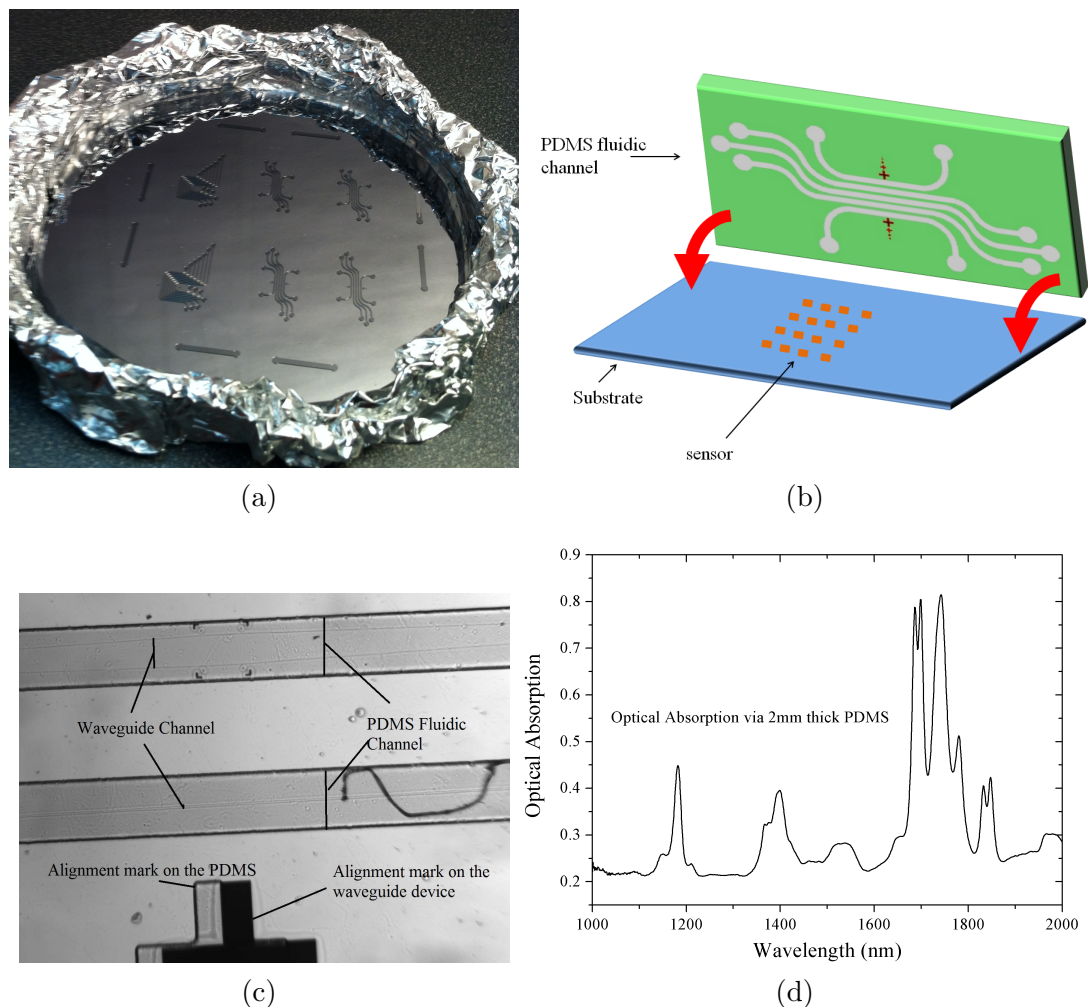 PDMS fluidic
channel
Substrate
sensor
(a)
(b)
Waveguide Channel
PDMS Fluidic
Channel
Alignment mark on the PDMS
Alignment mark on the
waveguide device
(c)
0.9
0.8
0.7
0.6
0.5
0.4
0.3
0.2
Optical Absorption
Optical Absorption via 2mm thick PDMS
1000 1200 1400 1600 1800 2000
Wavelength (nm)
(d)